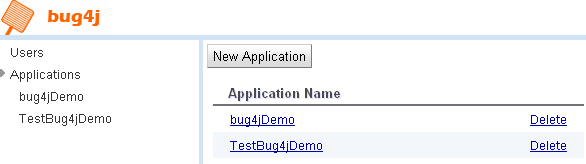 bug4j
Users
Applications
bug4jDemo
TestBug4jDemo
New Application
Application Name
bug4jDemo Delete
TestBug4jDemo Delete